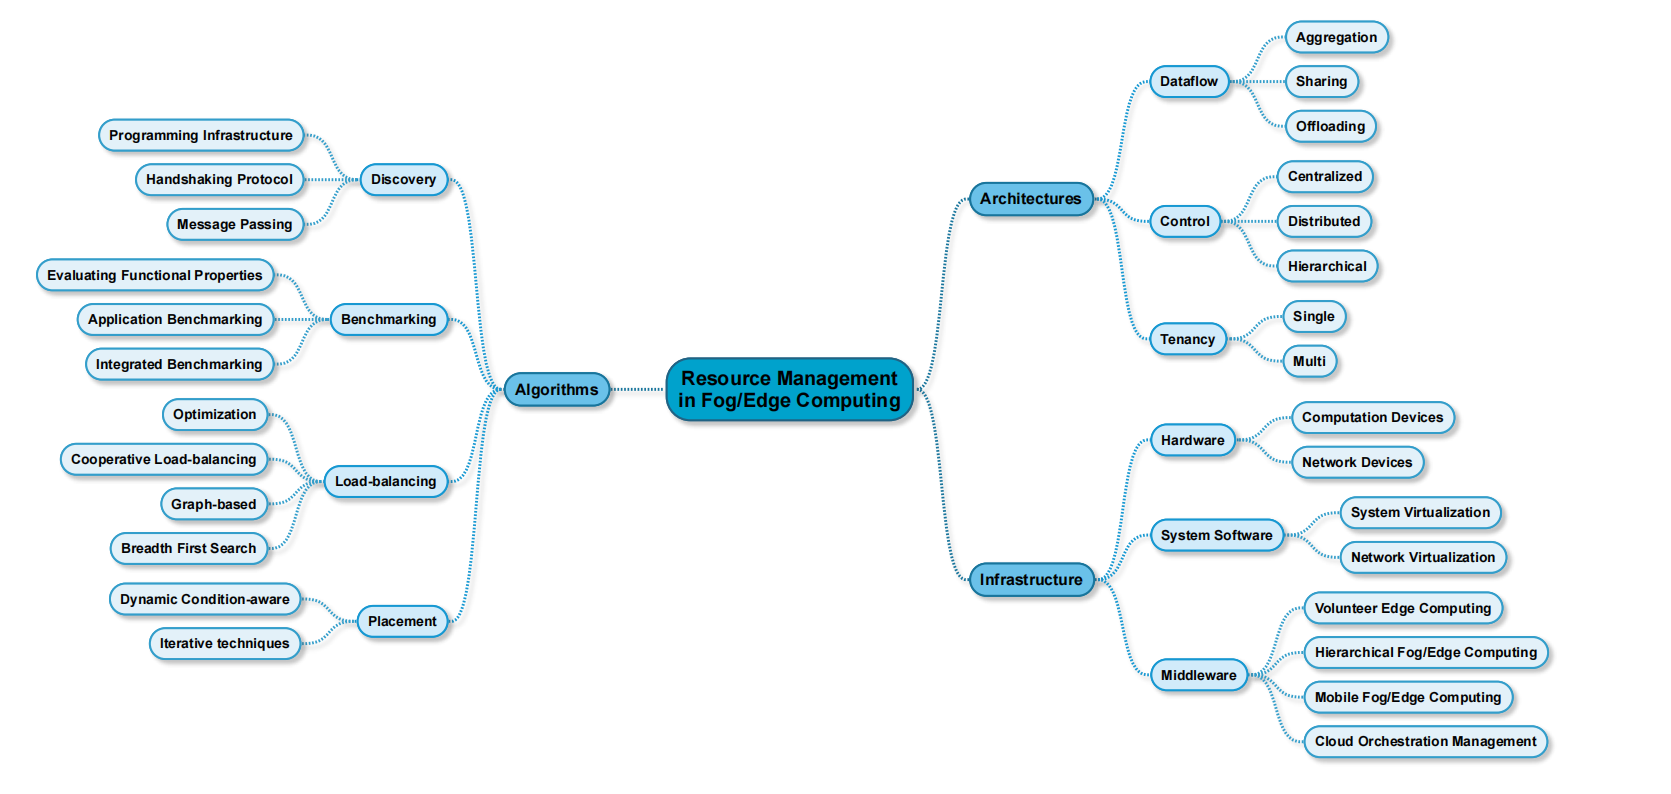 Resource Management
in Fog/Edge Computing
Architectures
Dataflow
Aggregation
Sharing
Offloading
Control
Centralized
Distributed
Hierarchical
Tenancy
Single
Multi
Infrastructure
Hardware
Computation Devices
Network Devices
System Software
System Virtualization
Network Virtualization
Middleware
Volunteer Edge Computing
Hierarchical Fog/Edge Computing
Mobile Fog/Edge Computing
Cloud Orchestration Management
Algorithms
Discovery
Programming Infrastructure
Handshaking Protocol
Message Passing
Benchmarking
Evaluating Functional Properties
Application Benchmarking
Integrated Benchmarking
Load-balancing
Optimization
Cooperative Load-balancing
Graph-based
Breadth First Search
Placement
Dynamic Condition-aware
Iterative techniques